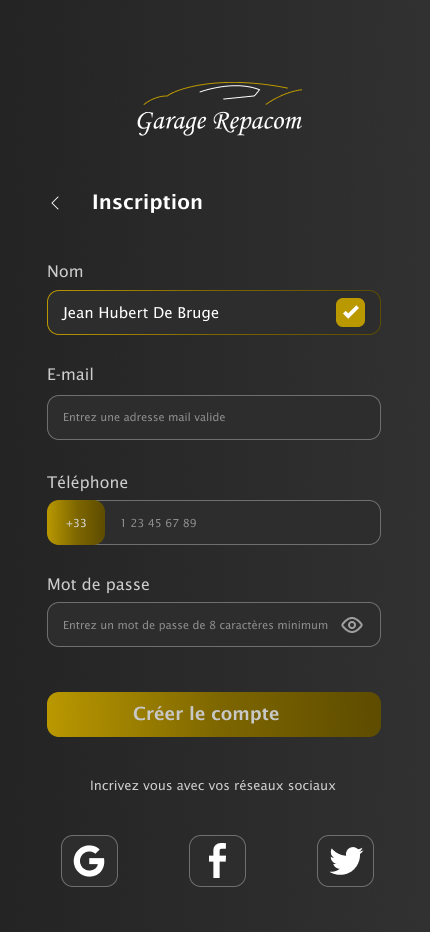 Garage Repacom
Inscription
Nom
Jean Hubert De Bruge
E-mail
Entrez une adresse mail valide
Téléphone
+33 1 23 45 67 89
Mot de passe
Entrez un mot de passe de 8 caractères minimum
Créer le compte
Incrivez vous avec vos réseaux sociaux